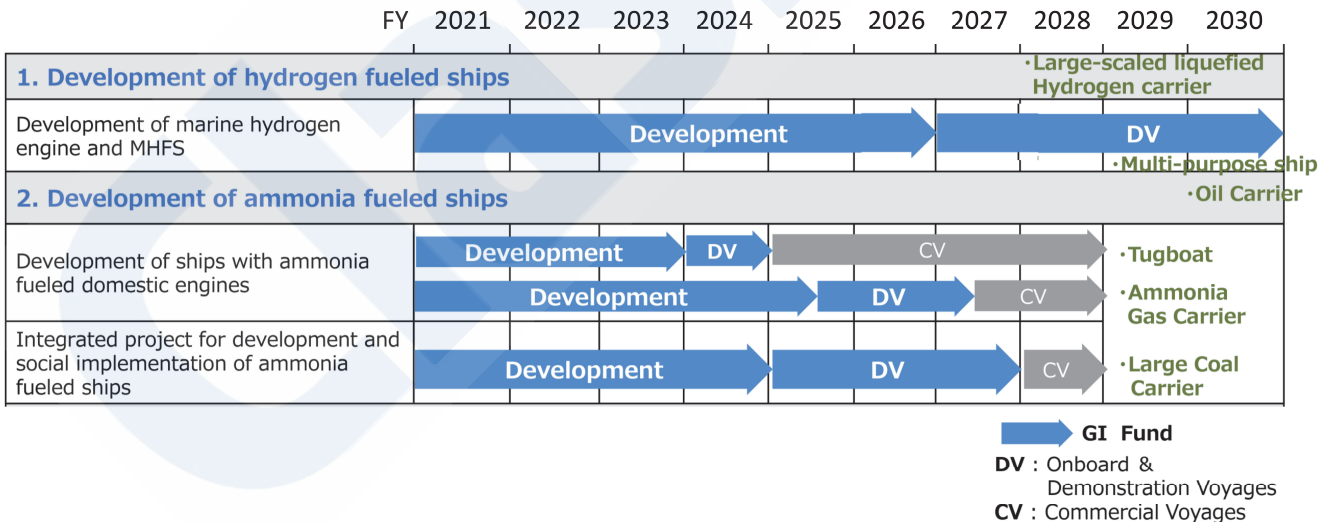 FY 2021 2022 2023 2024 2025 2026 2027 2028 2029 2030
1. Development of hydrogen fueled ships
・Large-scaled liquefied
Hydrogen carrier
Development of marine hydrogen
engine and MHFS
Development
DV
・Multi-purpose ship
2. Development of ammonia fueled ships
・Oil Carrier
Development of ships with ammonia
fueled domestic engines
Development
DV
CV
・Tugboat
Development
DV
CV
・Ammonia
Gas Carrier
Integrated project for development and
social implementation of ammonia
fueled ships
Development
DV
CV
・Large Coal
Carrier
GI Fund
DV : Onboard &
Demonstration Voyages
CV : Commercial Voyages